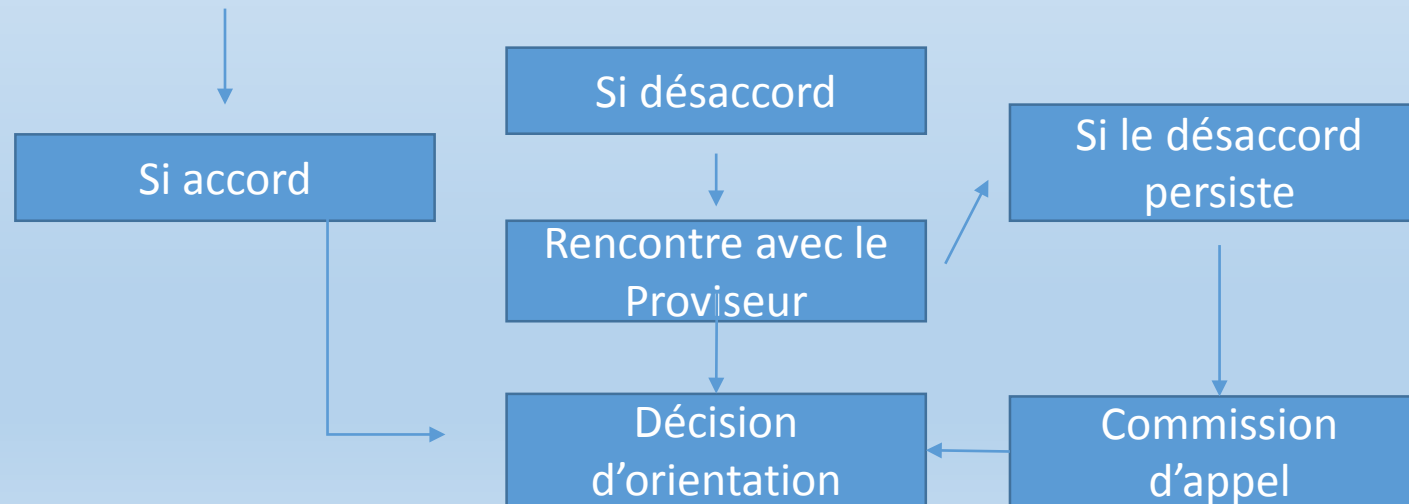 Si désaccord
Si accord
Si le désaccord
persiste
Rencontre avec le
Proviseur
Décision
d’orientation
Commission
d’appel